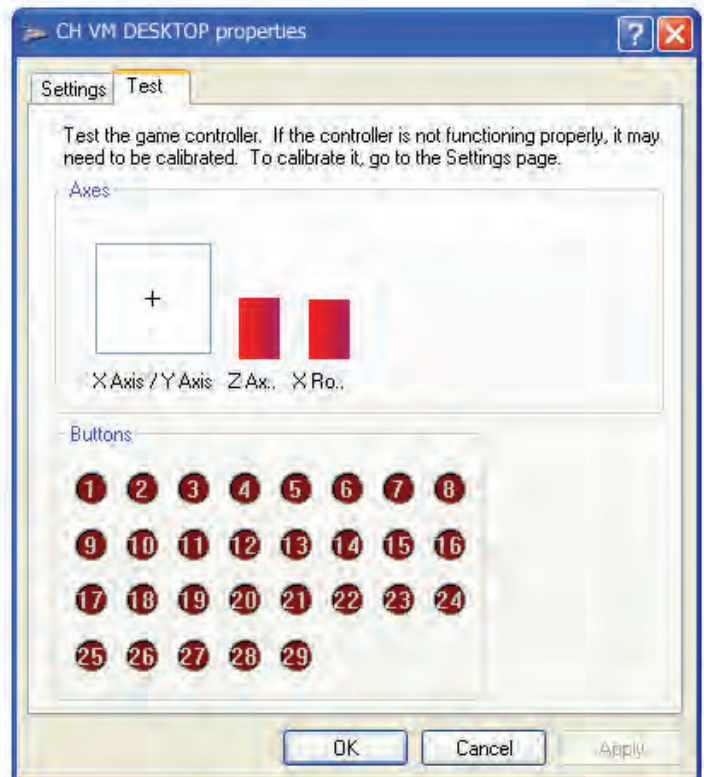 CH VM DESKTOP properties
Settings Test
Test the game controller. If the controller is not functioning properly, it may
need to be calibrated. To calibrate it, go to the Settings page.
Axes
X Axis / Y Axis Z Ax.. X Ro..
Buttons
1 2 3 4 5 6 7 8
9 10 11 12 13 14 15 16
17 18 19 20 21 22 23 24
25 26 27 28 29
OK Cancel Apply